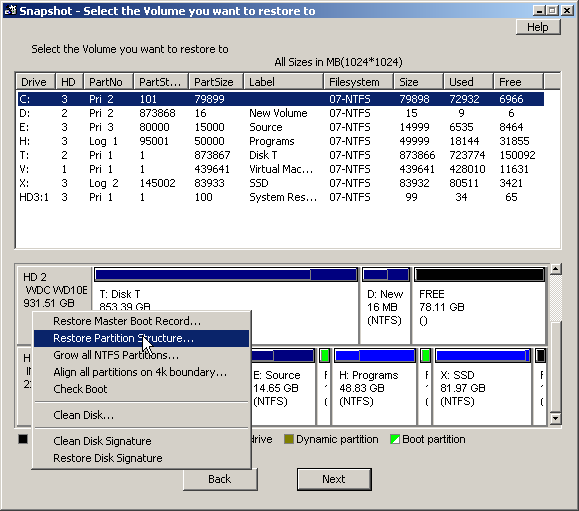 Snapshot - Select the Volume you want to restore to
Help
Select the Volume you want to restore to
All Sizes in MB(1024*1024)
Drive HD PartNo PartSt... PartSize Label Filesystem Size Used Free
C: 3 Pri 2 101 79899 07-NTFS 79898 72932 6966
D: 2 Pri 2 873868 16 New Volume 07-NTFS 15 9 6
E: 3 Pri 3 80000 15000 Source 07-NTFS 14999 6535 8464
H: 3 Log 1 95001 50000 Programs 07-NTFS 49999 18144 31855
T: 2 Pri 1 1 873867 Disk T 07-NTFS 873866 723774 150092
V: 1 Pri 1 1 439641 Virtual Mac... 07-NTFS 439641 428010 11631
X: 3 Log 2 145002 83933 SSD 07-NTFS 83932 80511 3421
HD3:1 3 Pri 1 1 100 System Res... 07-NTFS 99 34 65
HD 2
WDC WD10E
931.51 GB
T: Disk T
853.39 GB
D: New
16 MB
(NTFS)
FREE
78.11 GB
()
Restore Master Boot Record...
Restore Partition Structure...
Grow all NTFS Partitions...
Align all partitions on 4k boundary...
Check Boot
Clean Disk...
Clean Disk Signature
Restore Disk Signature
E: Source
14.65 GB
(NTFS)
H: Programs
48.83 GB
(NTFS)
X: SSD
81.97 GB
(NTFS)
drive
Dynamic partition
Boot partition
Back
Next